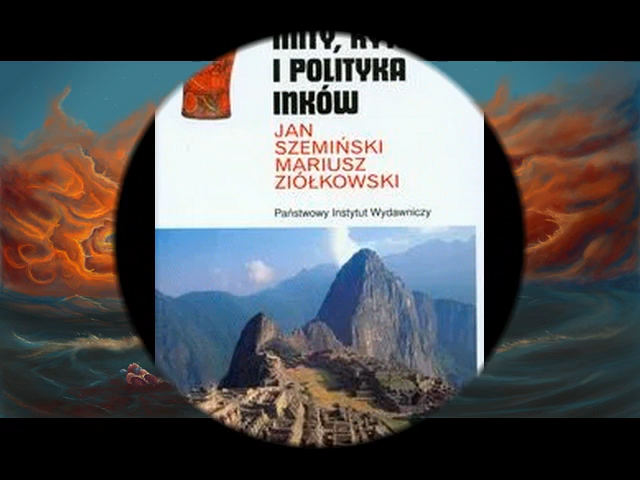 I POLITYKA
INKÓW
JAN
SZEMIŃSKI
MARIUSZ
ZIÓŁKOWSKI
Państwowy Instytut Wydawniczy